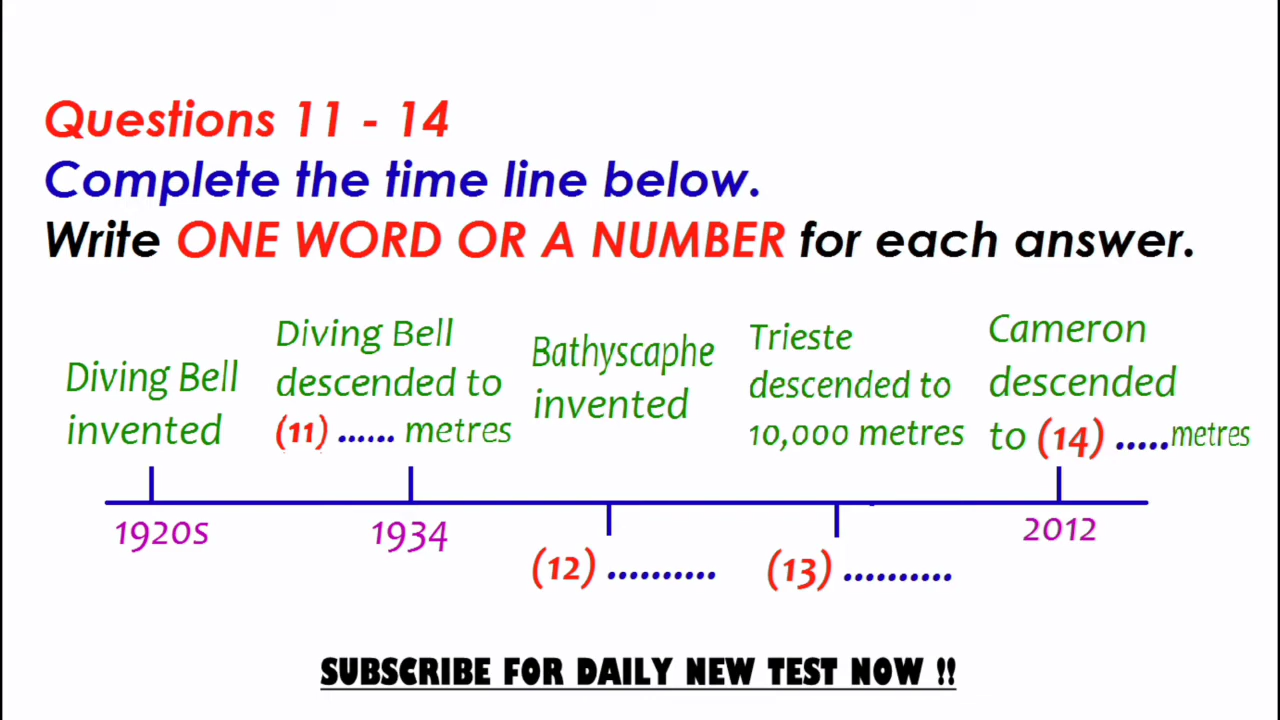 Questions 11 - 14
Complete the time line below.
Write ONE WORD OR A NUMBER for each answer.
Diving Bell
invented
Diving Bell
descended to
(11) ...... metres
Bathyscaphe
invented
Trieste
descended to
10,000 metres
Cameron
descended
to (14) .....metres
1920s
1934
(12) ..........
(13) ..........
2012
SUBSCRIBE FOR DAILY NEW TEST NOW !!